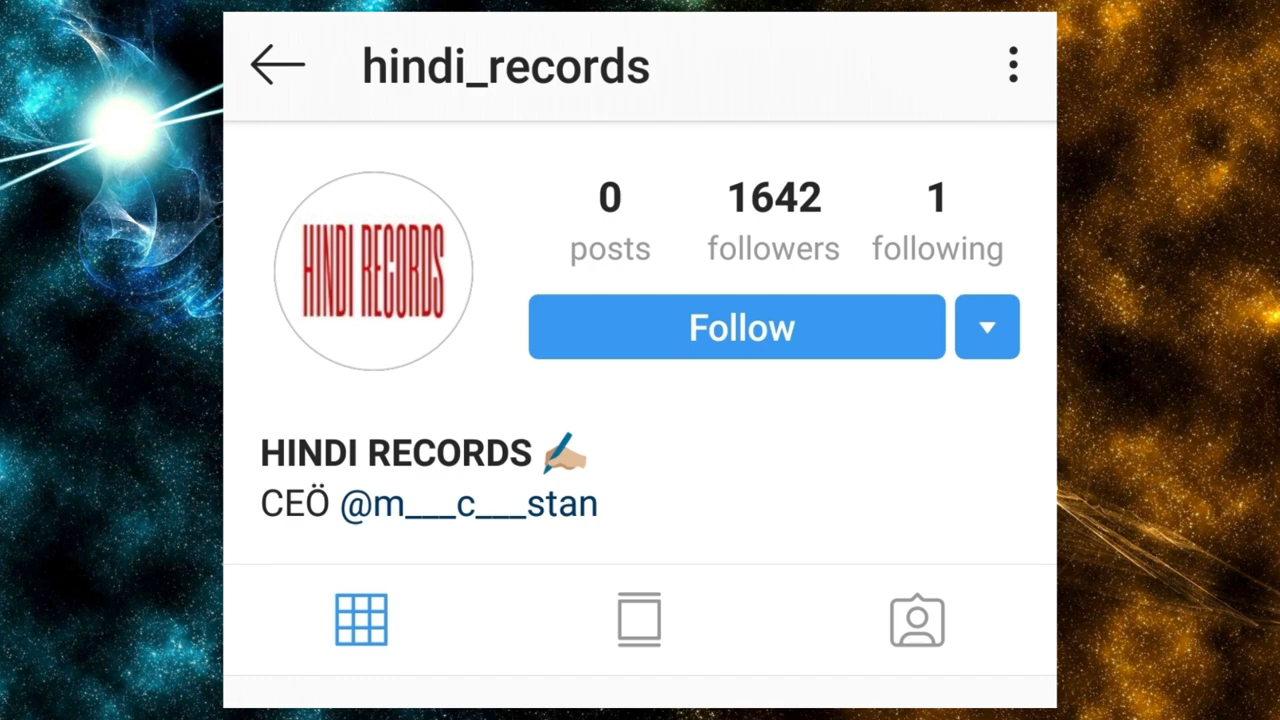 hindi_records
HINDI RECORDS
0 1642 1
posts followers following
Follow
HINDI RECORDS ✍🏼
CEÖ @m___c___stan